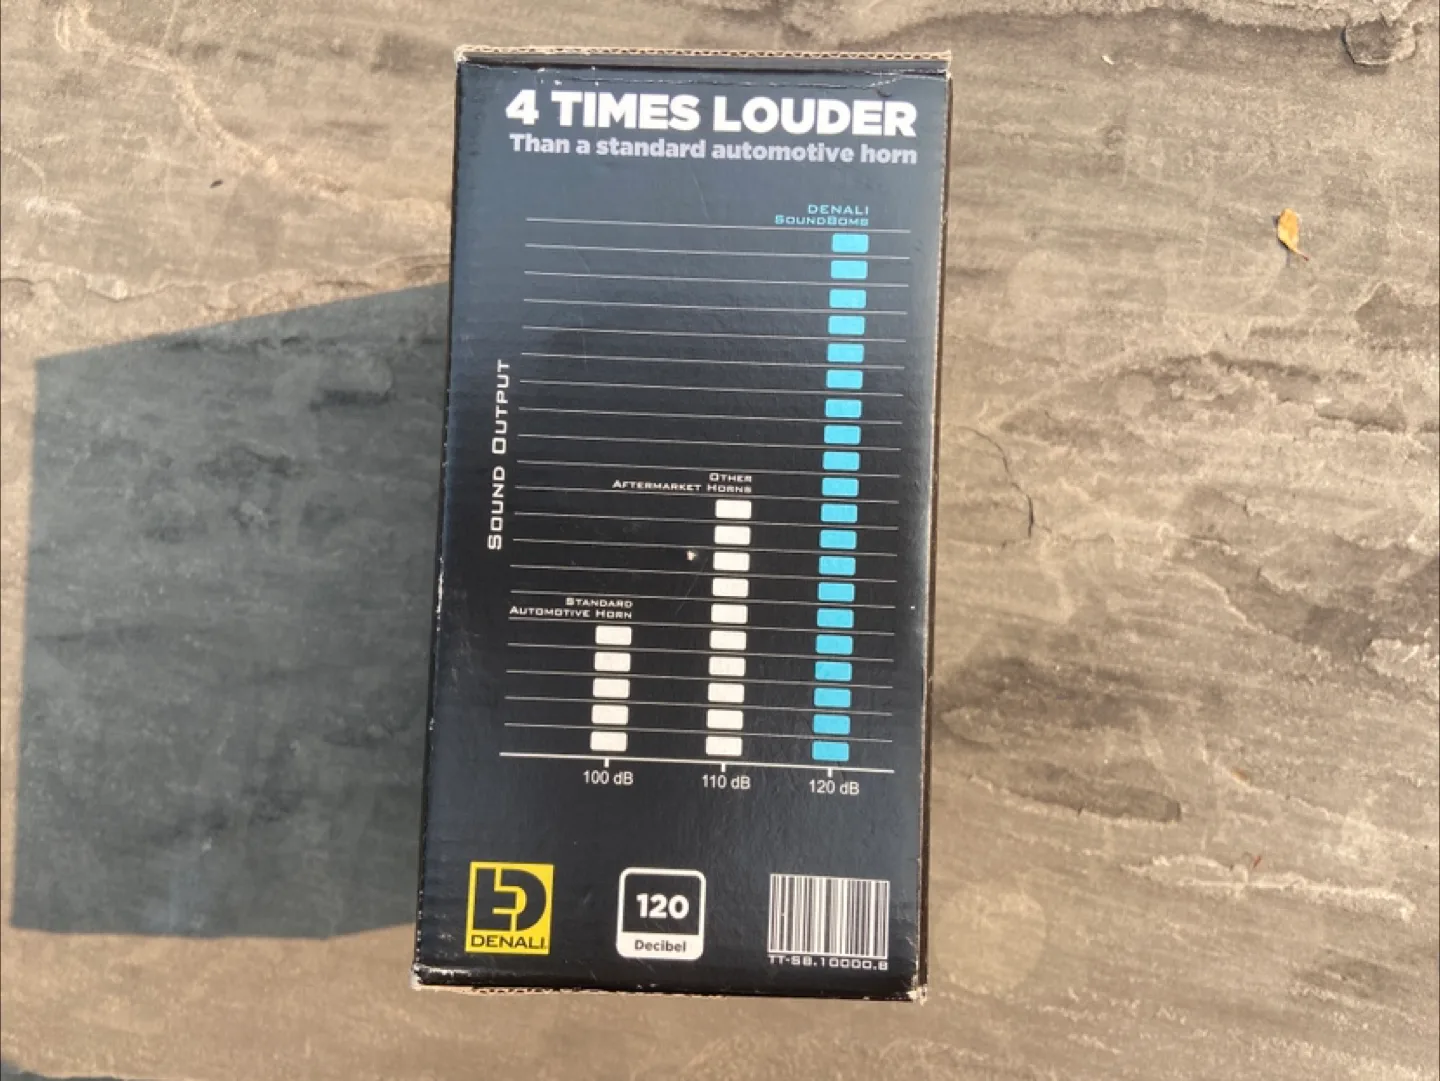 4 TIMES LOUDER
Than a standard automotive horn
DENALI
SOUNDBOMB
SOUND OUTPUT
OTHER
AFTERMARKET HORNS
STANDARD
AUTOMOTIVE HORN
100 dB
110 dB
120 dB
DENALI
120
Decibel
TT-SB.10000.B